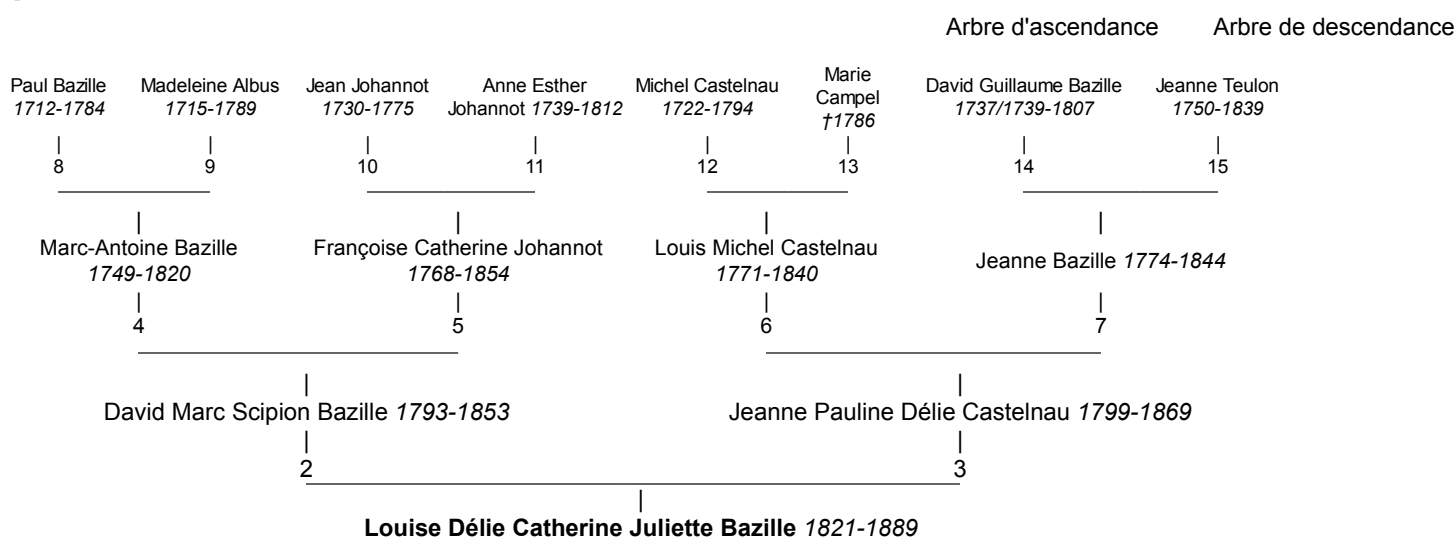 Arbre d'ascendance Arbre de descendance
Paul Bazille Madeleine Albus Jean Johannot Anne Esther Michel Castelnau Marie Campel David Guillaume Bazille Jeanne Teulon
1712-1784 1715-1789 1730-1775 Johannot 1739-1812 1722-1794 †1786 1737/1739-1807 1750-1839
8 9 10 11 12 13 14 15
Marc-Antoine Bazille Françoise Catherine Johannot Louis Michel Castelnau Jeanne Bazille 1774-1844
1749-1820 1768-1854 1771-1840
4 5 6 7
David Marc Scipion Bazille 1793-1853 Jeanne Pauline Délie Castelnau 1799-1869
2 3
Louise Délie Catherine Juliette Bazille 1821-1889